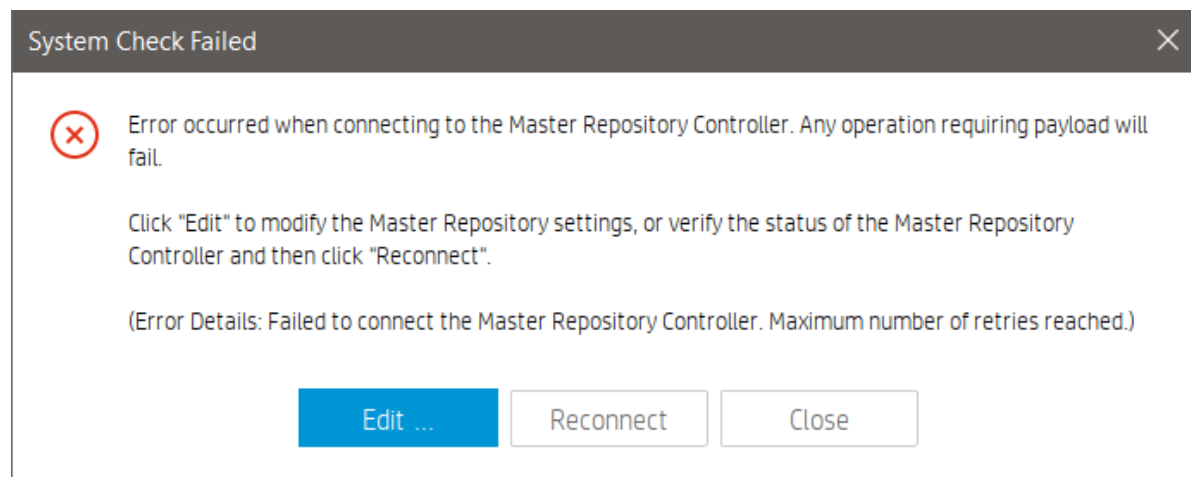 System Check Failed
Error occurred when connecting to the Master Repository Controller. Any operation requiring payload will
fail.
Click "Edit" to modify the Master Repository settings, or verify the status of the Master Repository
Controller and then click "Reconnect".
(Error Details: Failed to connect the Master Repository Controller. Maximum number of retries reached.)
Edit ...
Reconnect
Close